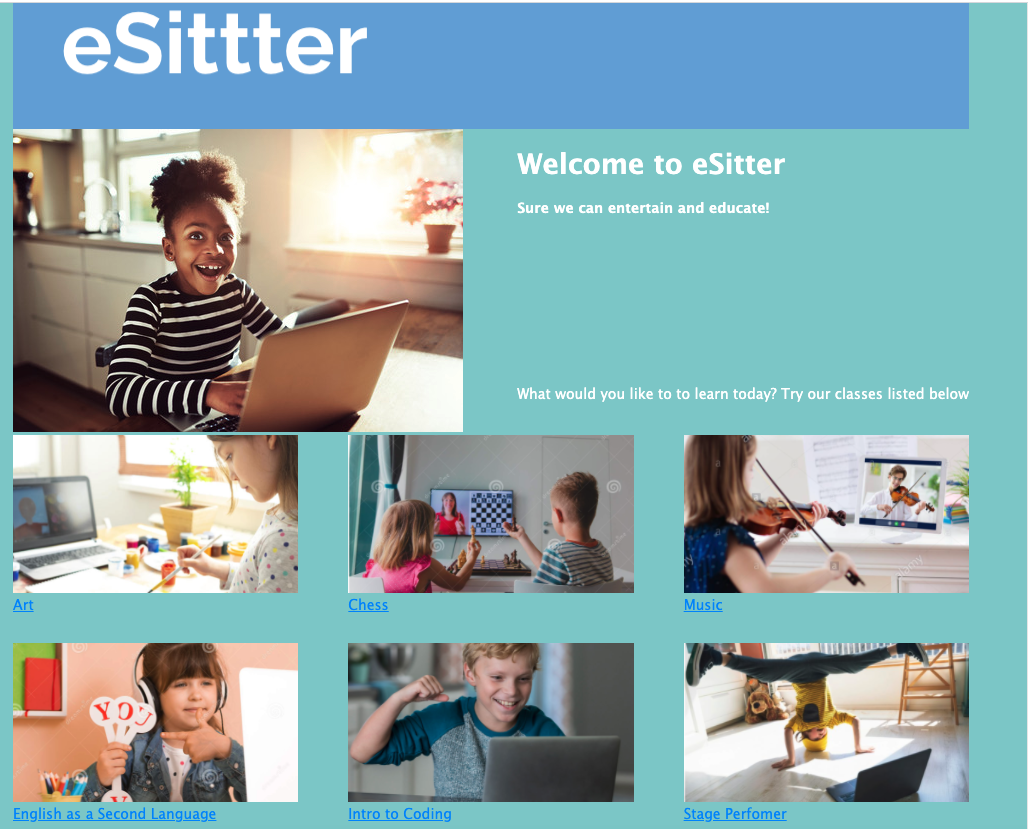 eSittter
Welcome to eSitter
Sure we can entertain and educate!
What would you like to to learn today? Try our classes listed below
Art
Chess
Music
English as a Second Language
Intro to Coding
Stage Perfomer